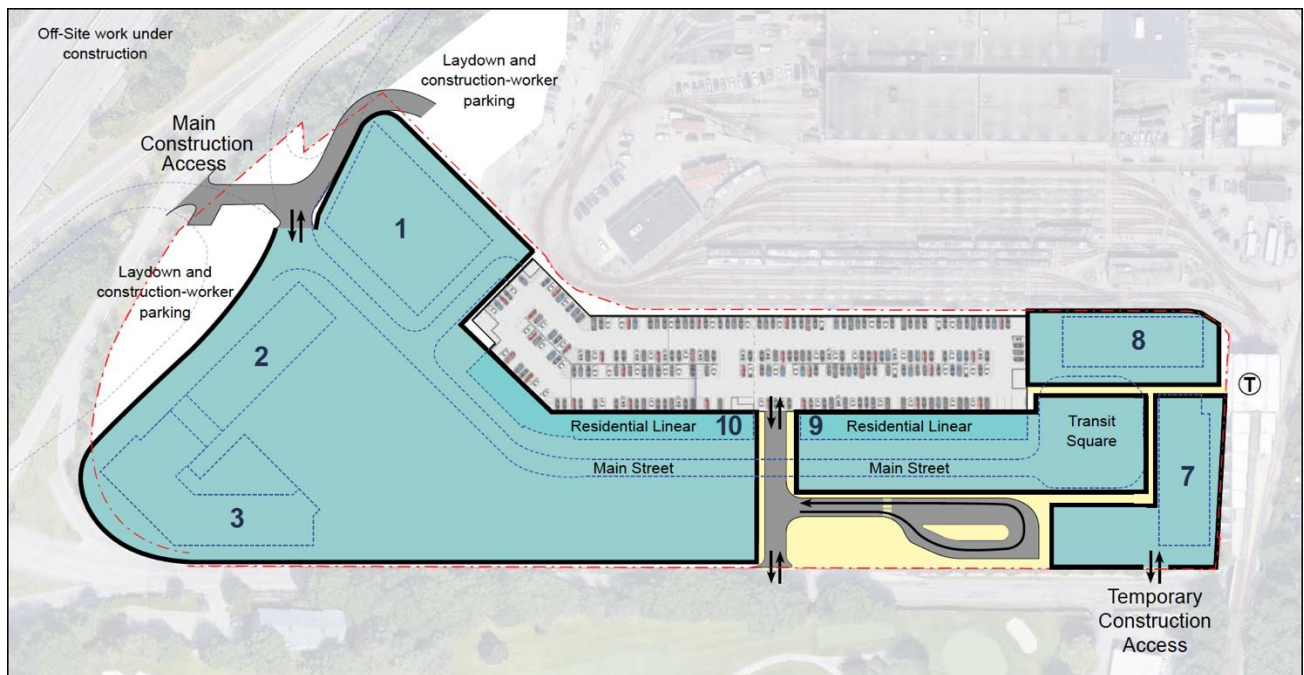 Off-Site work under
construction
Laydown and
construction-worker
parking
Main
Construction
Access
1
Laydown and
construction-worker
parking
2
8
T
Residential Linear
10
9
Residential Linear
Transit
Square
Main Street
Main Street
7
3
Temporary
Construction
Access